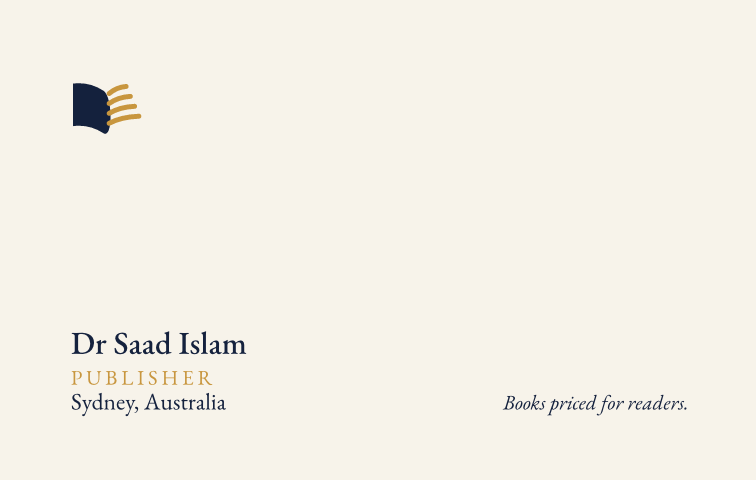 Dr Saad Islam
PUBLISHER
Sydney, Australia
Books priced for readers.